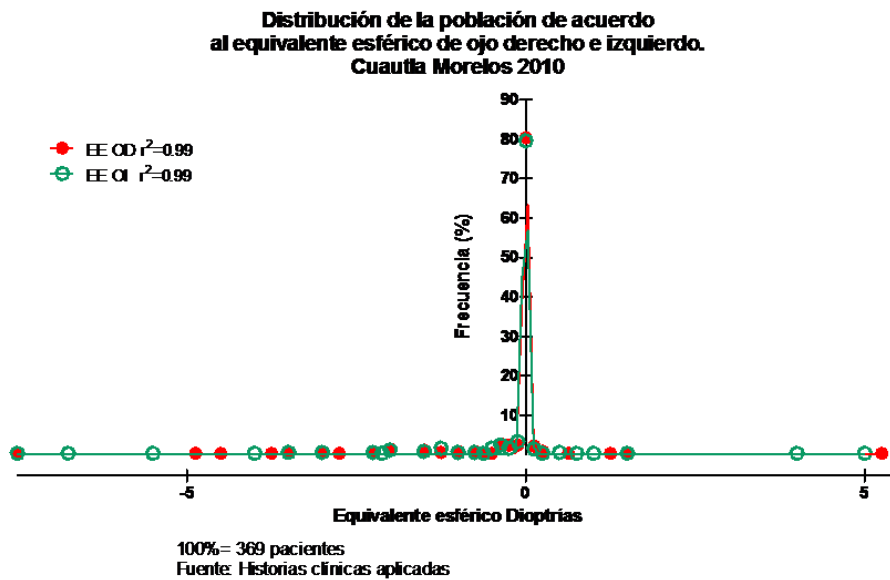 Distribución de la población de acuerdo
al equivalente esférico de ojo derecho e izquierdo.
Cuautla Morelos 2010
EE OD r²=0.99
EE OI r²=0.99
Frecuencia (%)
90
80
70
60
50
40
30
20
10
-5
0
5
Equivalente esférico Dioptrías
100%= 369 pacientes
Fuente: Historias clínicas aplicadas